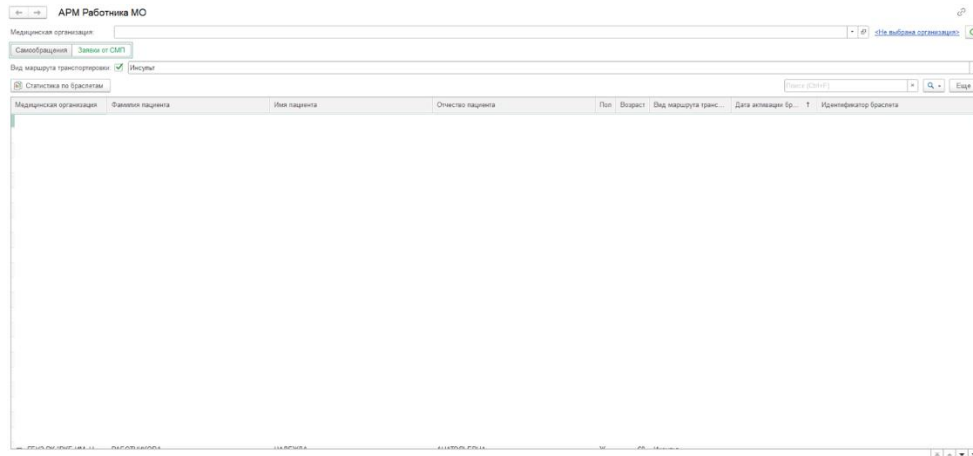 АРМ Работника МО
Медицинская организация:
<Не выбрана организация>
Самообращения Заявки от СМП
Вид маршрута транспортировки: Инсульт
Статистика по браслетам Поиск (Ctrl+F) Еще
Медицинская организация Фамилия пациента Имя пациента Отчество пациента Пол Возраст Вид маршрута транс... Дата активации бр... ↑ Идентификатор браслета